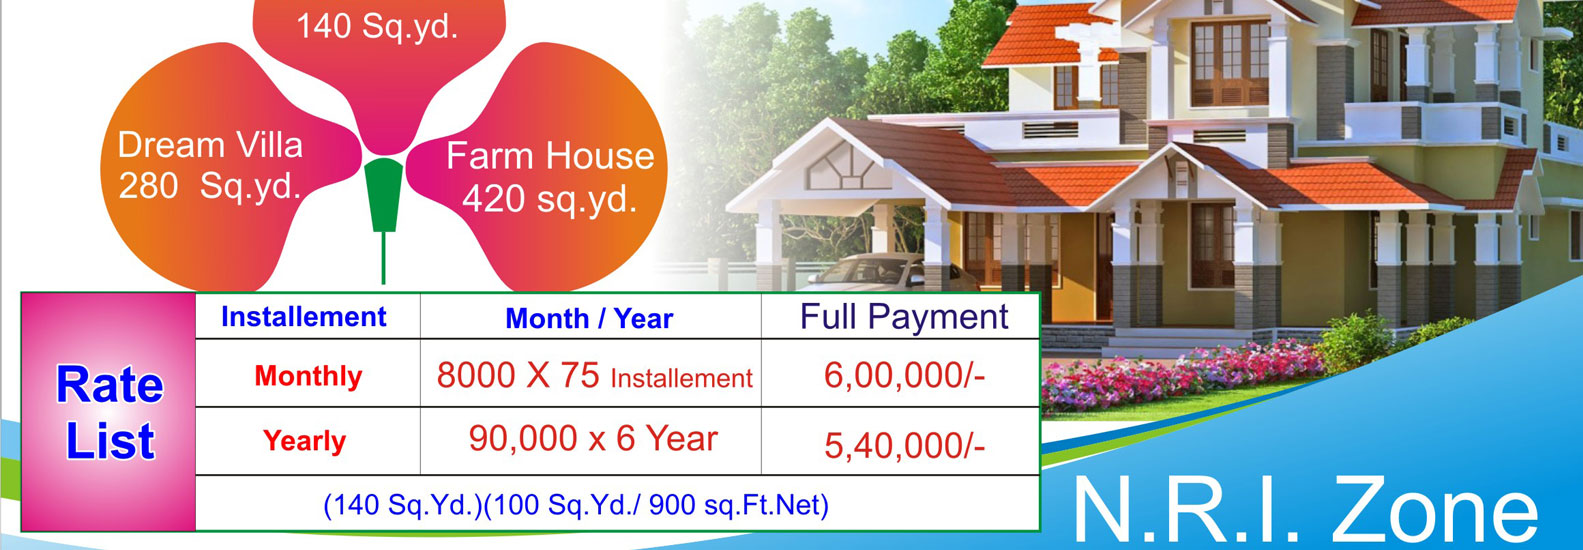 140 Sq.yd.
Dream Villa
280 Sq.yd.
Farm House
420 sq.yd.
Rate
List
Installement Month / Year Full Payment
Monthly 8000 X 75 Installement 6,00,000/-
Yearly 90,000 x 6 Year 5,40,000/-
(140 Sq.Yd.)(100 Sq.Yd./ 900 sq.Ft.Net)
N.R.I. Zone